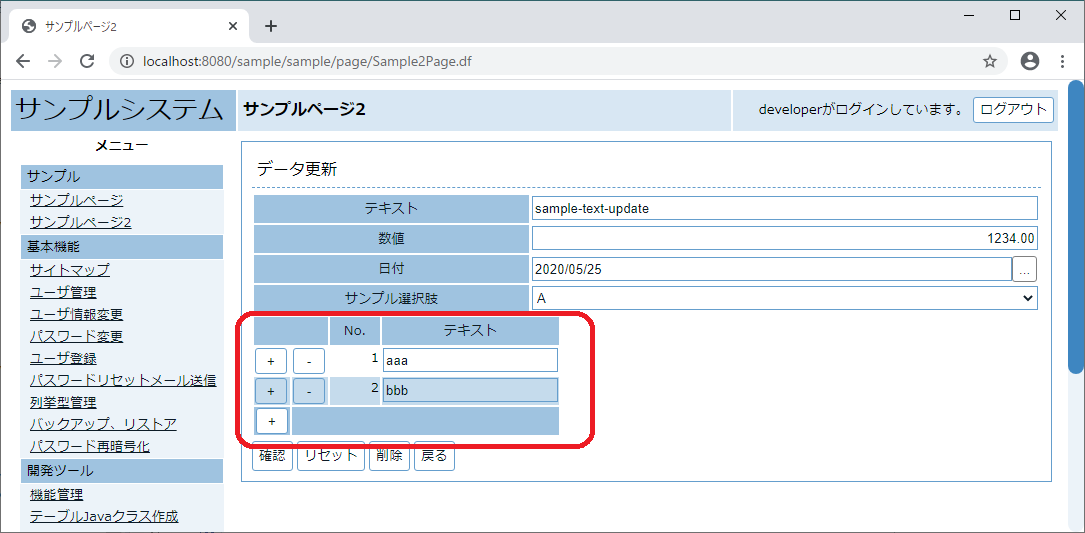 サンプルページ2
localhost:8080/sample/sample/page/Sample2Page.df
サンプルシステム
サンプルページ2
developerがログインしています。 ログアウト
メニュー
サンプル
サンプルページ
サンプルページ2
基本機能
サイトマップ
ユーザ管理
ユーザ情報変更
パスワード変更
ユーザ登録
パスワードリセットメール送信
列挙型管理
バックアップ、リストア
パスワード再暗号化
開発ツール
機能管理
テーブルJavaクラス作成
データ更新
テキスト sample-text-update
数値 1234.00
日付 2020/05/25 ...
サンプル選択肢 A
No. テキスト
+ - 1 aaa
+ - 2 bbb
+
確認 リセット 削除 戻る